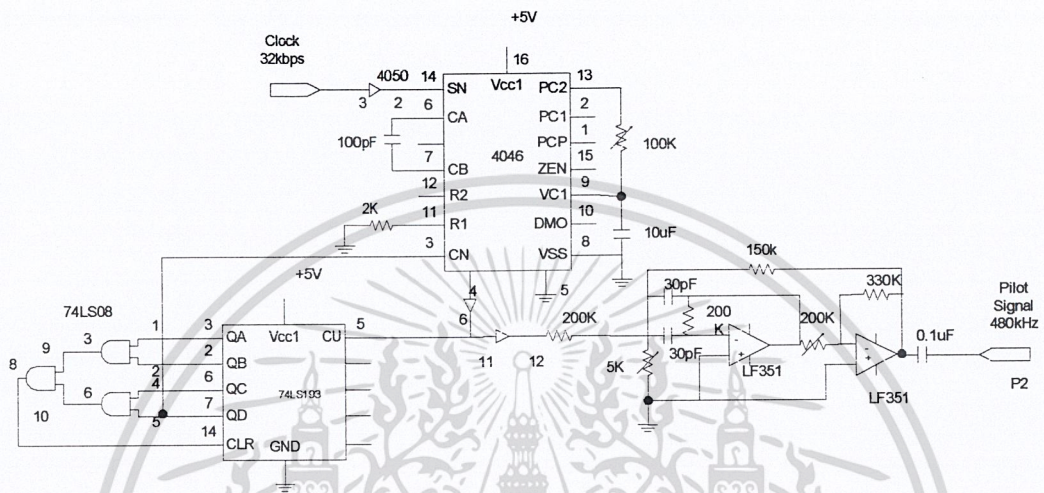 +5V
Clock
32kbps
16
4050
14
SN
Vcc1
PC2
13
3
2
6
CA
PC1
2
100pF
PCP
1
100K
7
CB
4046
ZEN
15
12
R2
VC1
9
2K
11
R1
DMO
10
10uF
3
CN
VSS
8
+5V
4
5
150k
74LS08
6
200K
30pF
200
K
330K
200K
Pilot
Signal
480kHz
1
3
QA
Vcc1
CU
5
11
12
30pF
5K
-
+
LF351
-
+
LF351
0.1uF
P2
8
9
3
2
QB
2
4
6
QC
74LS193
10
6
5
7
QD
14
CLR
GND